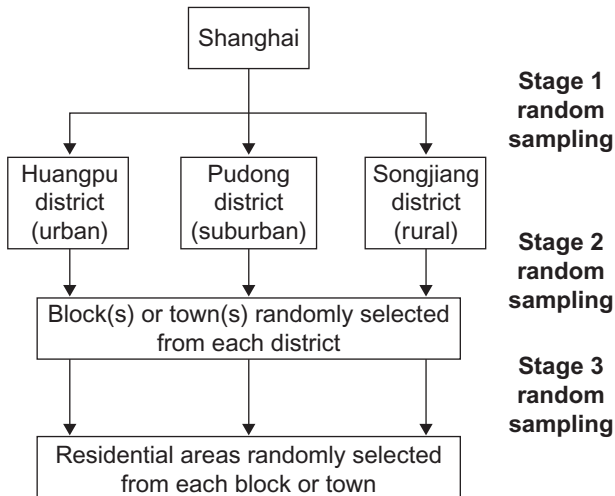 Shanghai
Stage 1
random
sampling
Huangpu
district
(urban)
Pudong
district
(suburban)
Songjiang
district
(rural)
Stage 2
random
sampling
Block(s) or town(s) randomly selected
from each district
Stage 3
random
sampling
Residential areas randomly selected
from each block or town